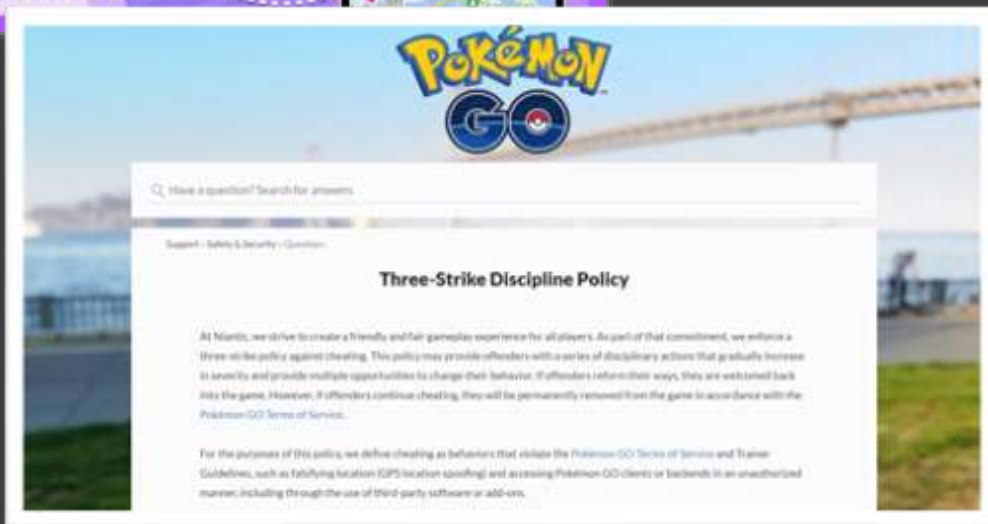 POKéMON
GO
Have a question? Search for answers
Support › Safety & Security › Question
Three-Strike Discipline Policy
At Niantic, we strive to create a friendly and fair gameplay experience for all players. As part of that commitment, we enforce a
three-strike policy against cheating. This policy may provide offenders with a series of disciplinary actions that gradually increase
in severity and provide multiple opportunities to change their behavior. If offenders reform their ways, they are welcomed back
into the game. However, if offenders continue cheating, they will be permanently removed from the game in accordance with the
Pokémon GO Terms of Service.
For the purposes of this policy, we define cheating as behaviors that violate the Pokémon GO Terms of Service and Trainer
Guidelines, such as falsifying location (GPS location spoofing) and accessing Pokémon GO clients or backends in an unauthorized
manner, including through the use of third-party software or add-ons.